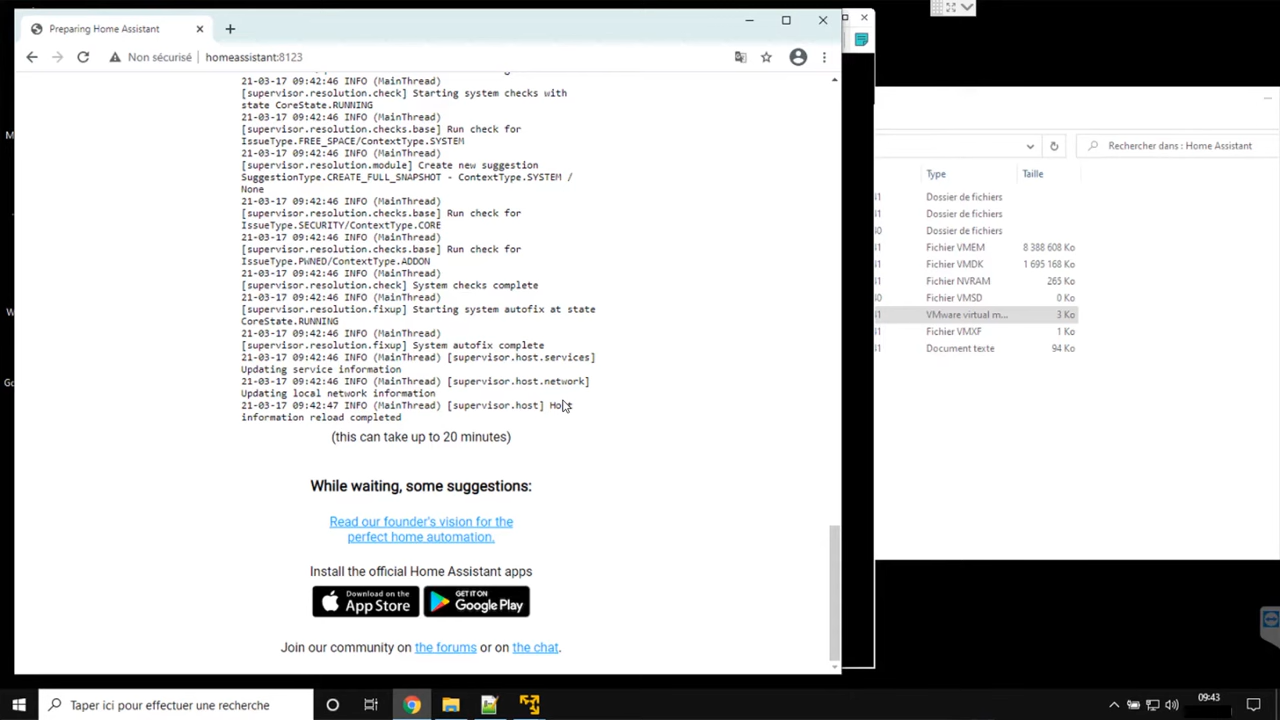 Preparing Home Assistant
Non sécurisé
homeassistant:8123
21-03-17 09:42:46 INFO (MainThread)
[supervisor.resolution.check] Starting system checks with
state CoreState.RUNNING
21-03-17 09:42:46 INFO (MainThread)
[supervisor.resolution.checks.base] Run check for
IssueType.FREE_SPACE/ContextType.SYSTEM
21-03-17 09:42:46 INFO (MainThread)
[supervisor.resolution.module] Create new suggestion
SuggestionType.CREATE_FULL_SNAPSHOT - ContextType.SYSTEM /
None
21-03-17 09:42:46 INFO (MainThread)
[supervisor.resolution.checks.base] Run check for
IssueType.SECURITY/ContextType.CORE
21-03-17 09:42:46 INFO (MainThread)
[supervisor.resolution.checks.base] Run check for
IssueType.PWNED/ContextType.ADDON
21-03-17 09:42:46 INFO (MainThread)
[supervisor.resolution.check] System checks complete
21-03-17 09:42:46 INFO (MainThread)
[supervisor.resolution.fixup] Starting system autofix at state
CoreState.RUNNING
21-03-17 09:42:46 INFO (MainThread)
[supervisor.resolution.fixup] System autofix complete
21-03-17 09:42:46 INFO (MainThread) [supervisor.host.services]
Updating service information
21-03-17 09:42:46 INFO (MainThread) [supervisor.host.network]
Updating local network information
21-03-17 09:42:47 INFO (MainThread) [supervisor.host] Host
information reload completed
(this can take up to 20 minutes)
While waiting, some suggestions:
Read our founder's vision for the
perfect home automation.
Install the official Home Assistant apps
Download on the
App Store
GET IT ON
Google Play
Join our community on the forums or on the chat.
Rechercher dans : Home Assistant
Type Taille
Dossier de fichiers
Dossier de fichiers
Dossier de fichiers
Fichier VMEM 8 388 608 Ko
Fichier VMDK 1 695 168 Ko
Fichier NVRAM 265 Ko
Fichier VMSD 0 Ko
VMware virtual m... 3 Ko
Fichier VMXF 1 Ko
Document texte 94 Ko
Taper ici pour effectuer une recherche
09:43